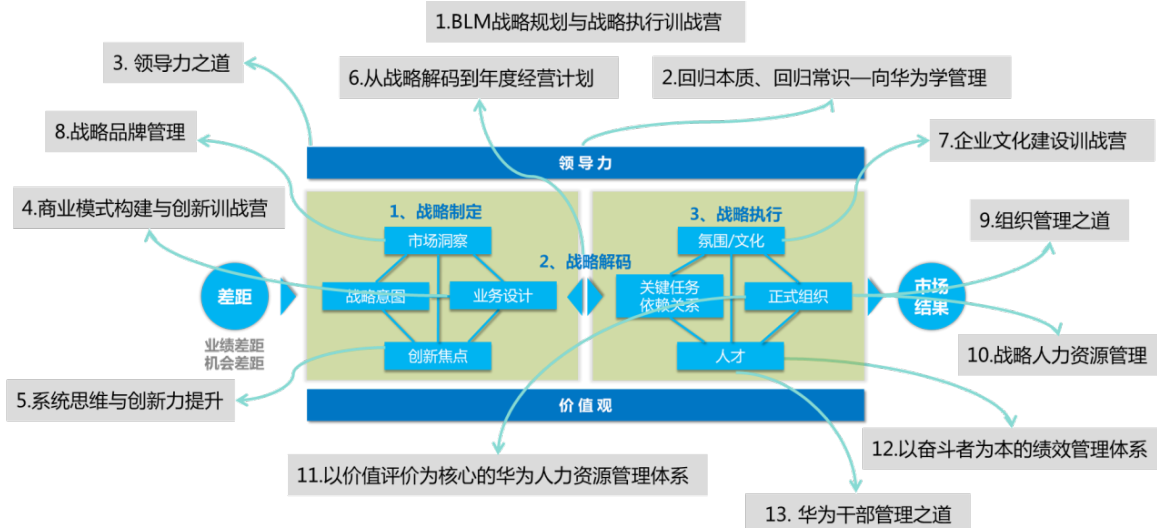 1.BLM战略规划与战略执行训战营
3. 领导力之道
6.从战略解码到年度经营计划
2.回归本质、回归常识—向华为学管理
8.战略品牌管理
7.企业文化建设训战营
领导力
4.商业模式构建与创新训战营
1、战略制定
3、战略执行
9.组织管理之道
市场洞察
氛围/文化
2、战略解码
差距
战略意图
业务设计
关键任务
依赖关系
正式组织
市场
结果
业绩差距
机会差距
创新焦点
人才
10.战略人力资源管理
5.系统思维与创新力提升
价值观
12.以奋斗者为本的绩效管理体系
11.以价值评价为核心的华为人力资源管理体系
13. 华为干部管理之道